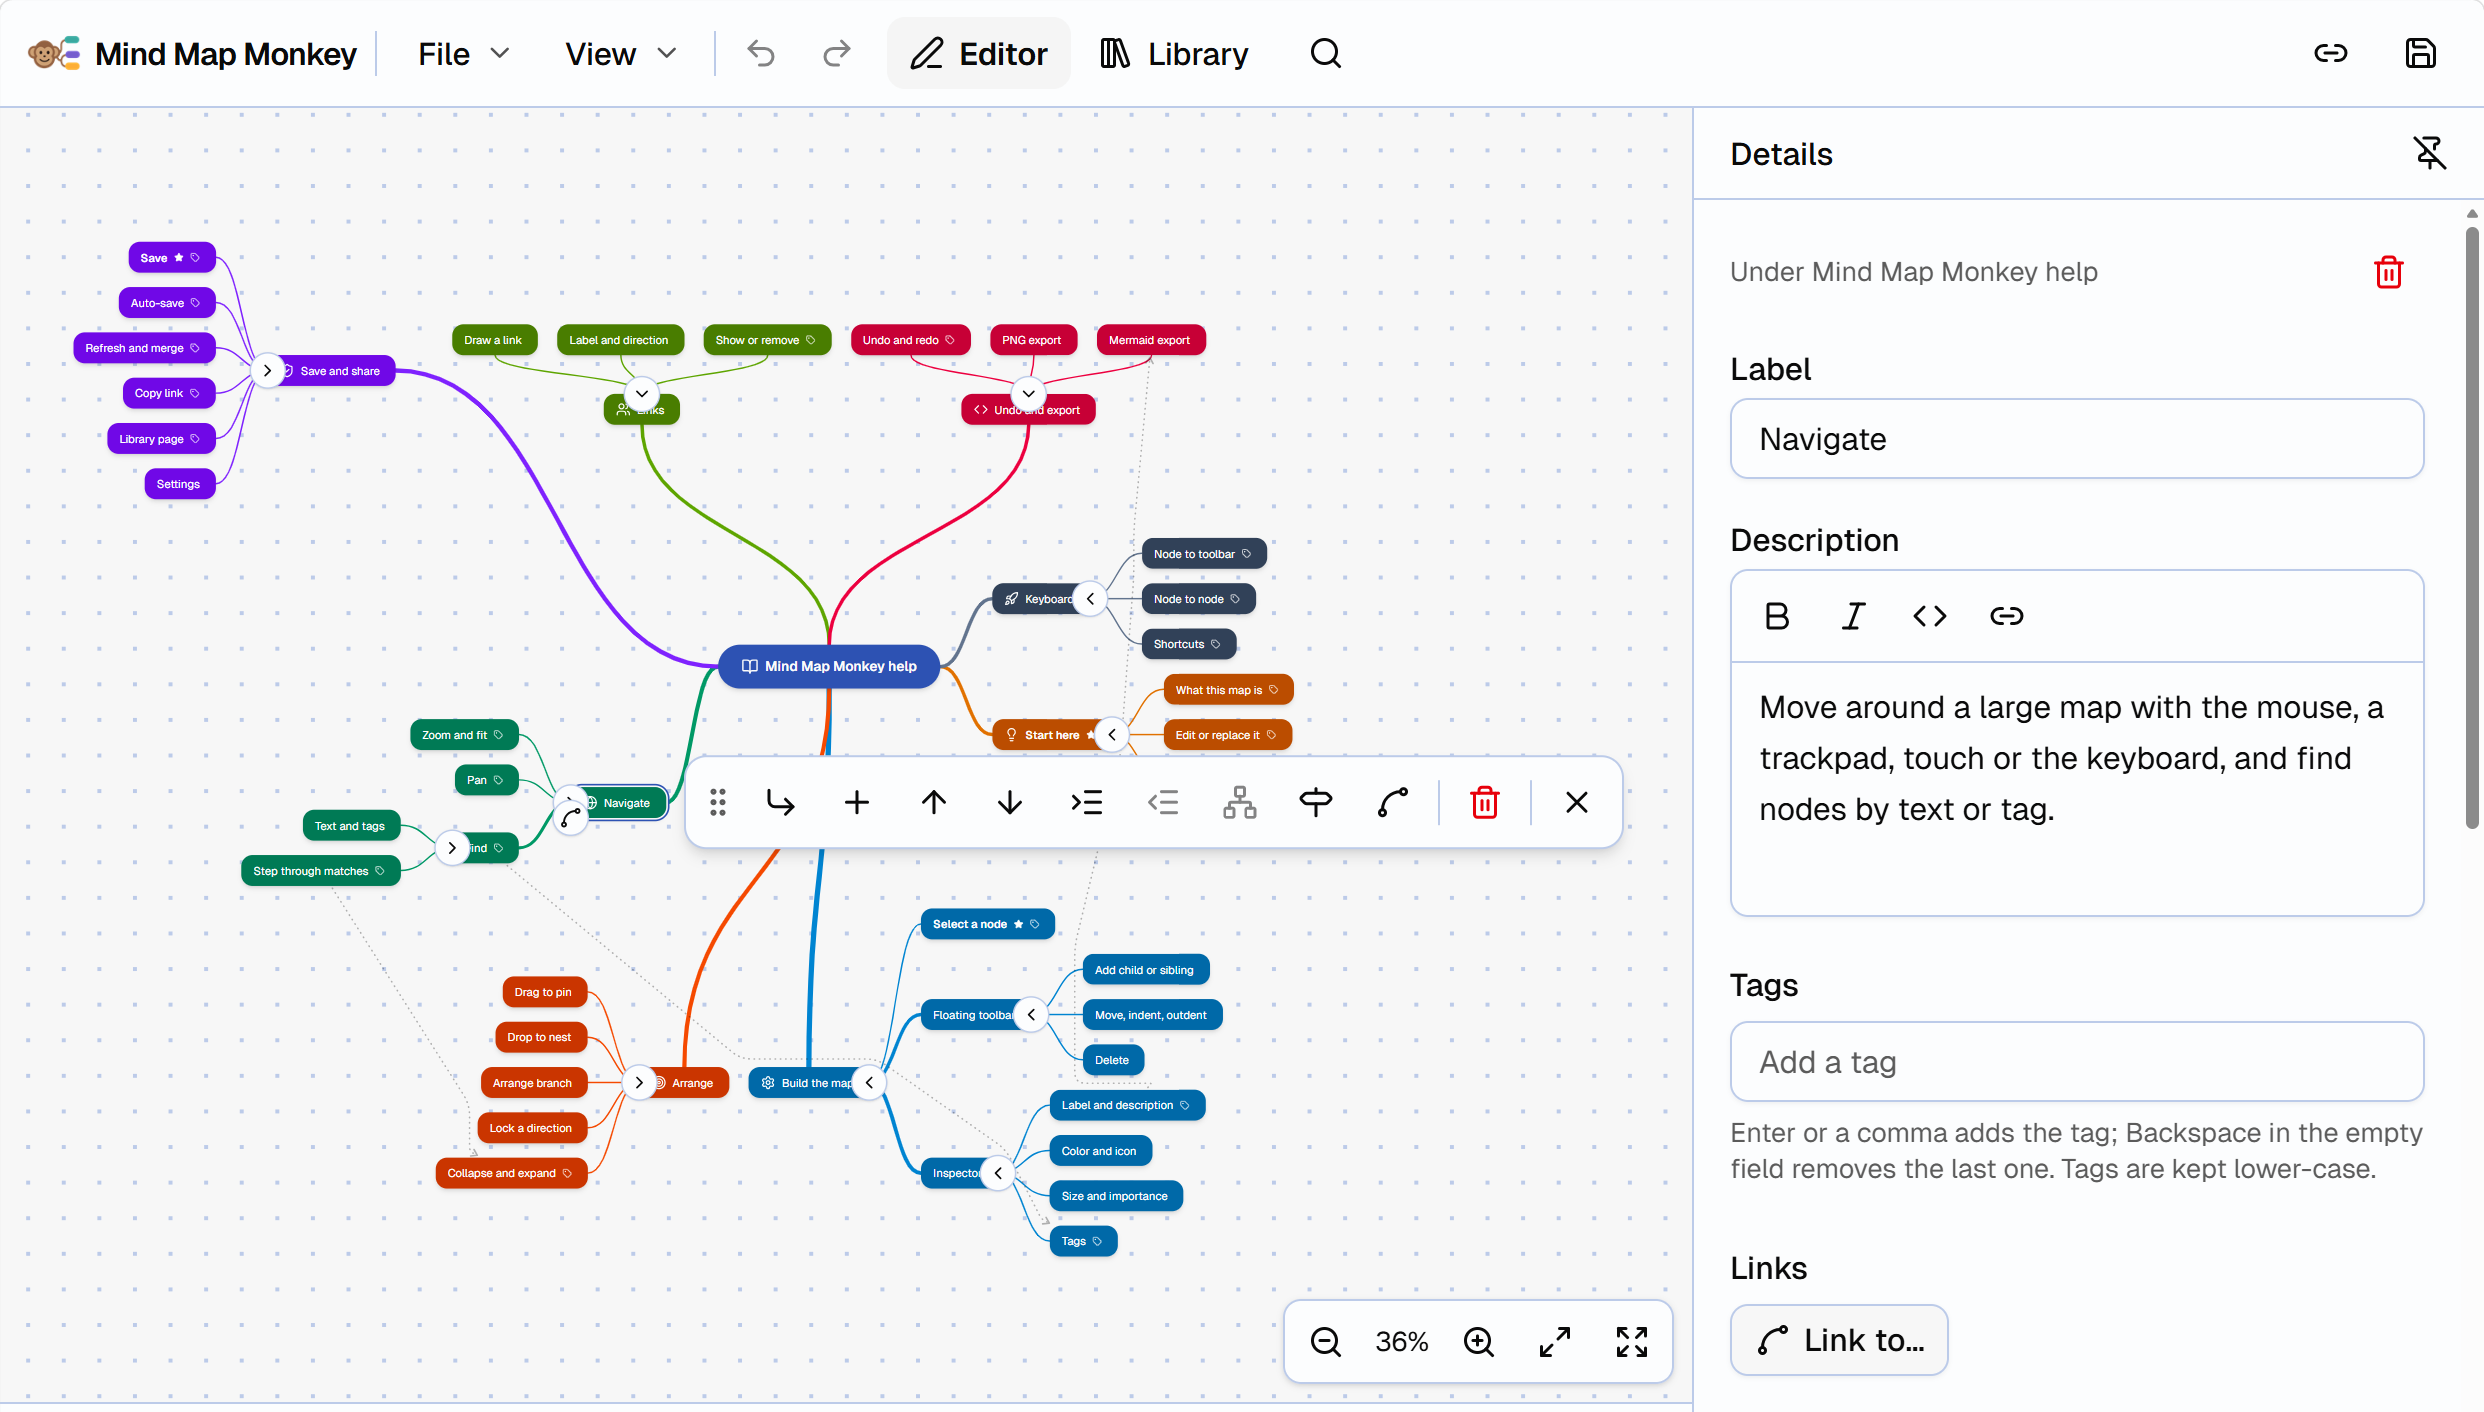 Mind Map Monkey
File
View
Editor
Library
Save
Auto-save
Refresh and merge
Copy link
Library page
Settings
Save and share
Draw a link
Label and direction
Show or remove
Undo and redo
PNG export
Mermaid export
Undo and export
Node to toolbar
Keyboard
Node to node
Shortcuts
Mind Map Monkey help
What this map is
Start here
Edit or replace it
Zoom and fit
Pan
Navigate
Text and tags
Step through matches
Select a node
Add child or sibling
Floating toolbar
Move, indent, outdent
Delete
Drag to pin
Drop to nest
Arrange branch
Arrange
Build the map
Lock a direction
Collapse and expand
Label and description
Color and icon
Size and importance
Tags
36%
Details
Under Mind Map Monkey help
Label
Navigate
Description
Move around a large map with the mouse, a
trackpad, touch or the keyboard, and find
nodes by text or tag.
Tags
Add a tag
Enter or a comma adds the tag; Backspace in the empty
field removes the last one. Tags are kept lower-case.
Links
Link to...